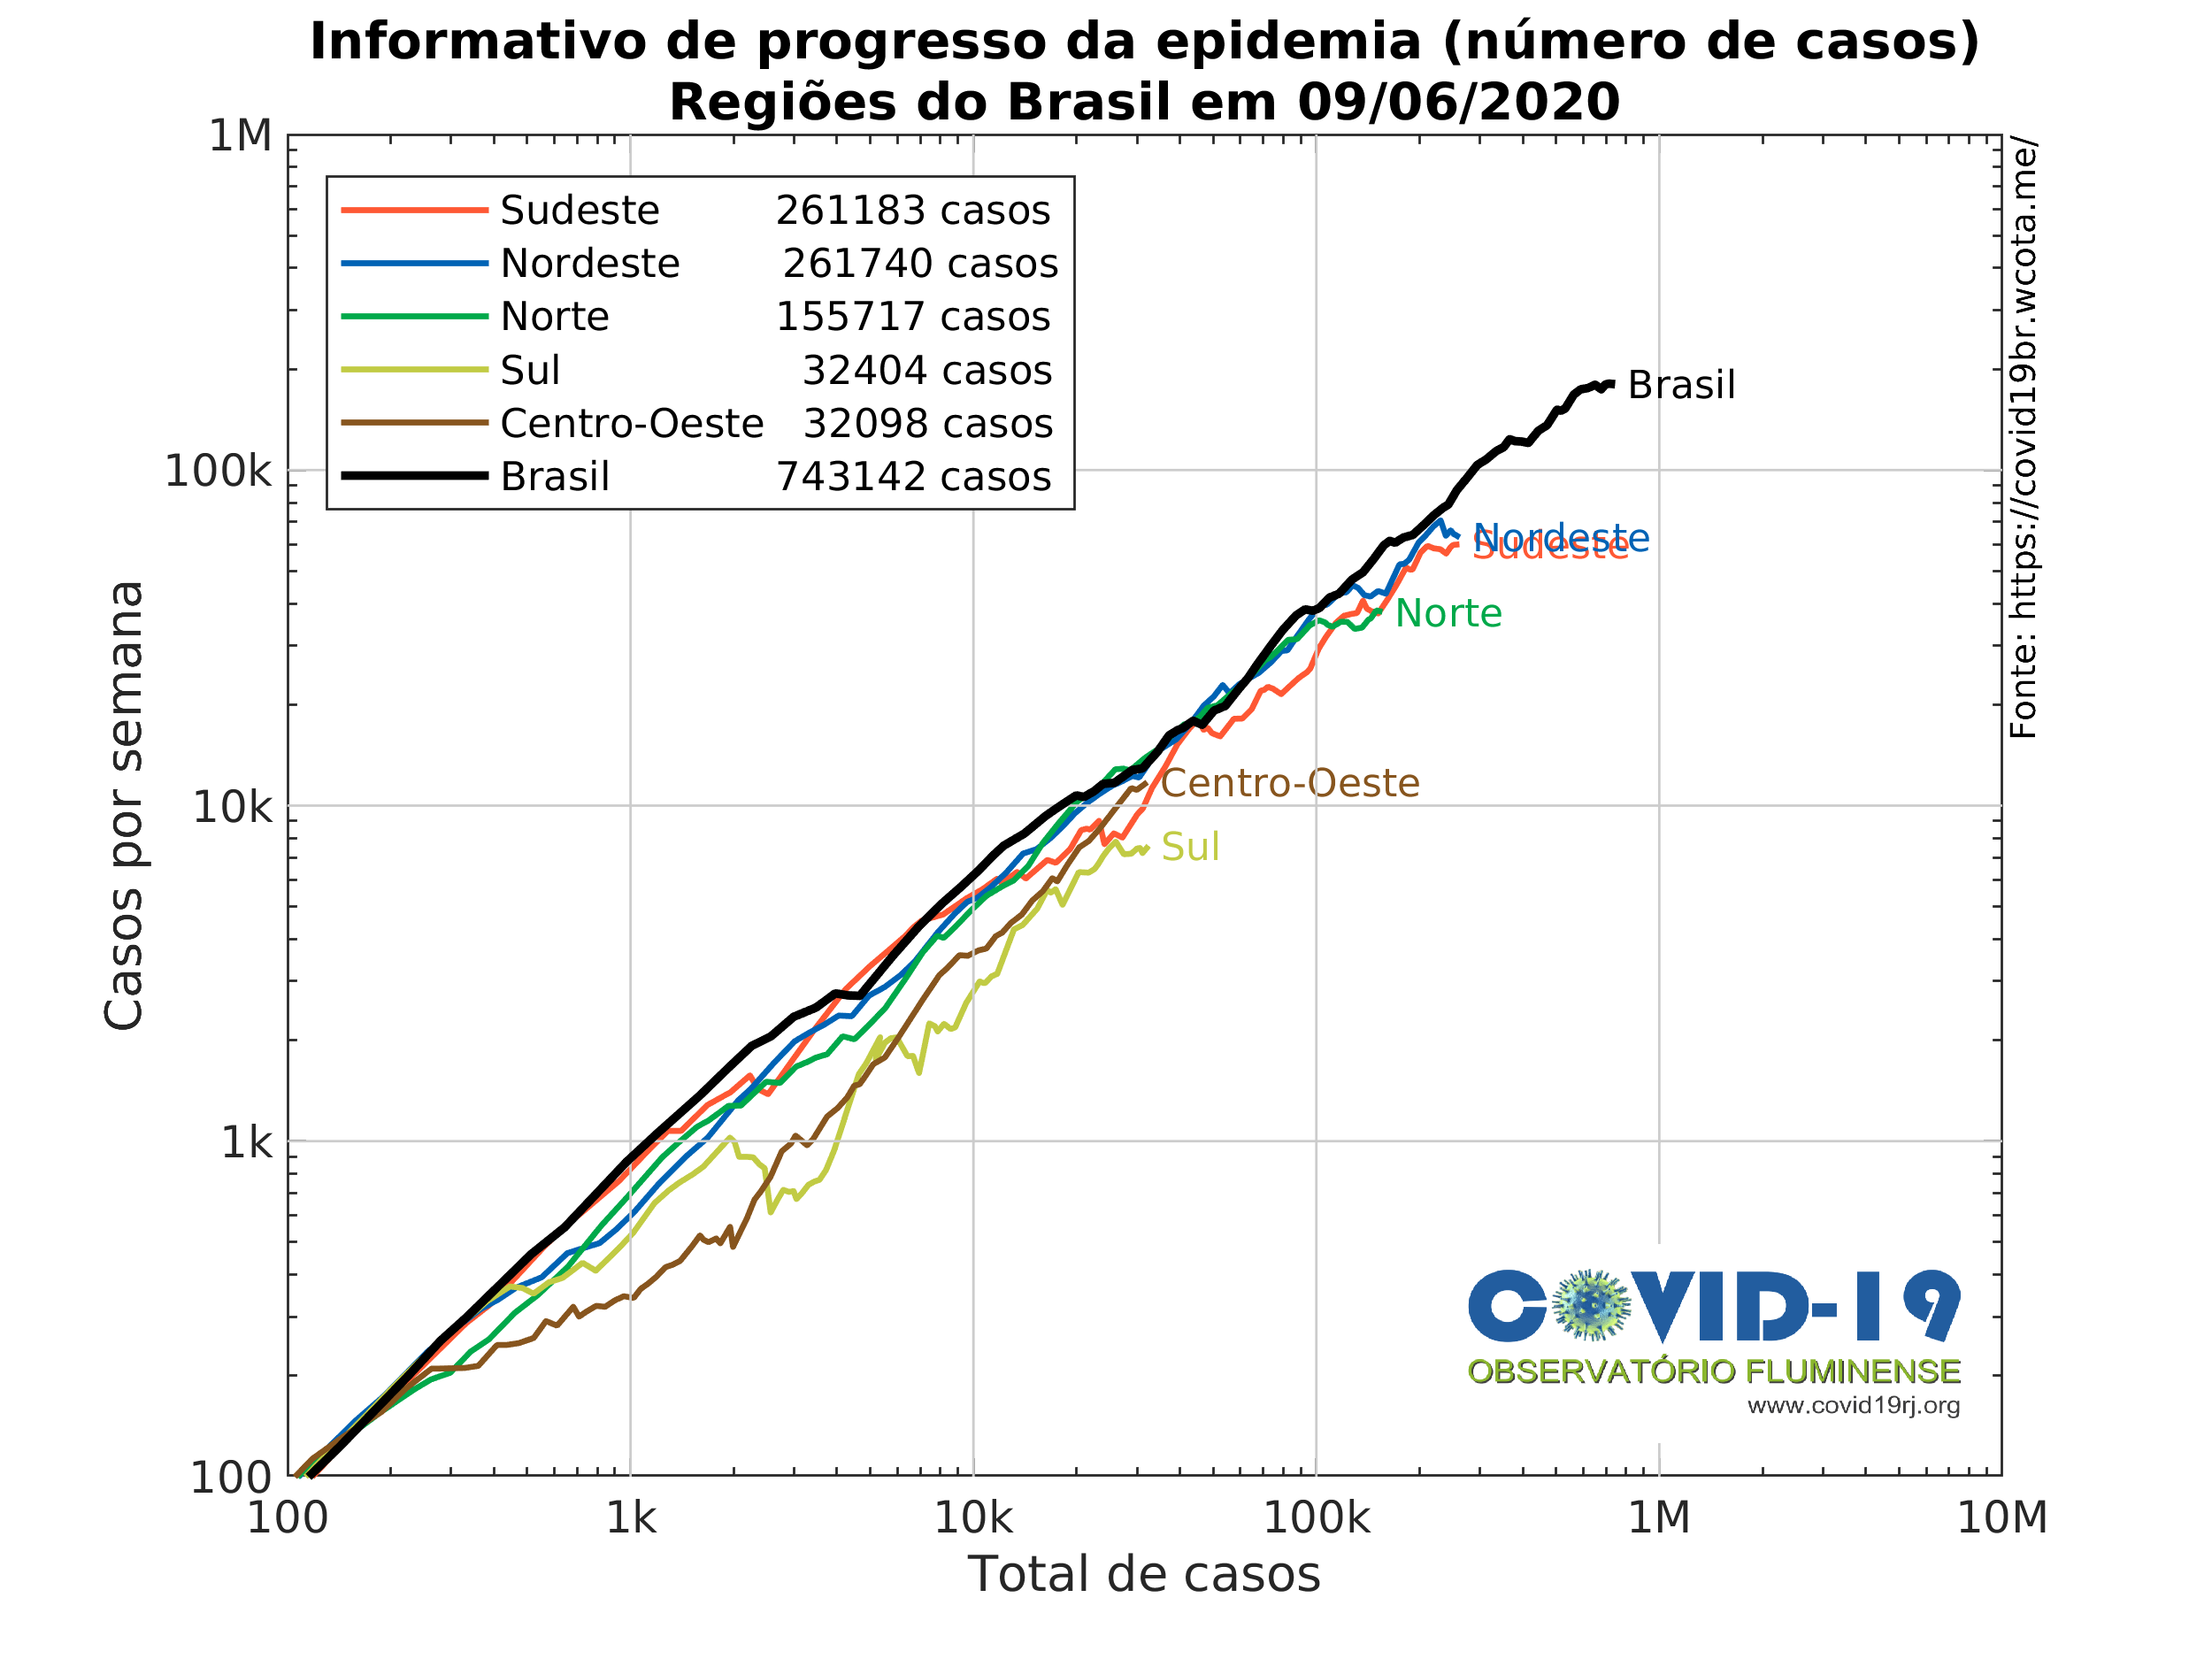 Informativo de progresso da epidemia (número de casos)
Regiões do Brasil em 09/06/2020
1M
100k
10k
1k
100
Casos por semana
Sudeste 261183 casos
Nordeste 261740 casos
Norte 155717 casos
Sul 32404 casos
Centro-Oeste 32098 casos
Brasil 743142 casos
Brasil
Nordeste
Sudeste
Norte
Centro-Oeste
Sul
Fonte: https://covid19br.wcota.me/
COVID-19
OBSERVATÓRIO FLUMINENSE
www.covid19rj.org
100 1k 10k 100k 1M 10M
Total de casos